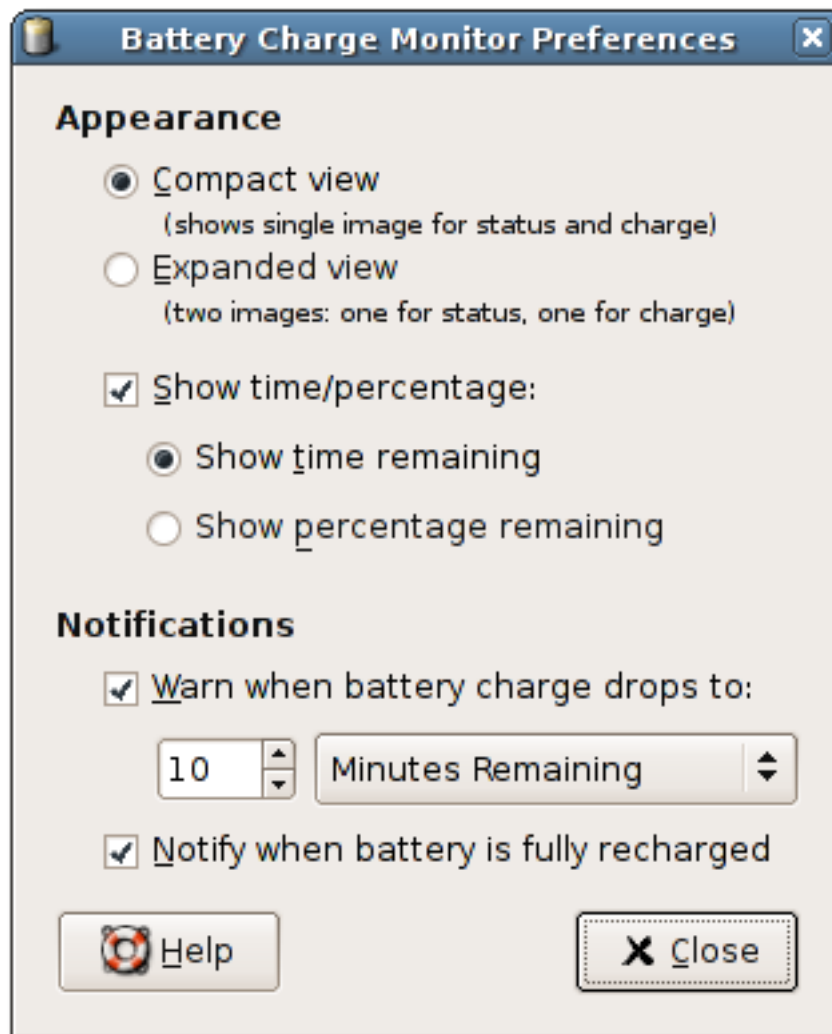 Battery Charge Monitor Preferences
Appearance
Compact view
(shows single image for status and charge)
Expanded view
(two images: one for status, one for charge)
Show time/percentage:
Show time remaining
Show percentage remaining
Notifications
Warn when battery charge drops to:
10 Minutes Remaining
Notify when battery is fully recharged
Help Close